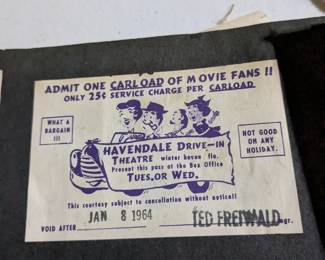 ADMIT ONE CARLOAD OF MOVIE FANS !!
ONLY 25¢ SERVICE CHARGE PER CARLOAD
WHAT A
BARGAIN
!!!
HAVENDALE DRIVE-IN
THEATRE winter haven fla.
Present this pass at the Box Office
TUES. OR WED.
NOT GOOD
ON ANY
HOLIDAY.
This courtesy subject to cancellation without notice!!
VOID AFTER JAN 8 1964 TED FREIWALD mgr.